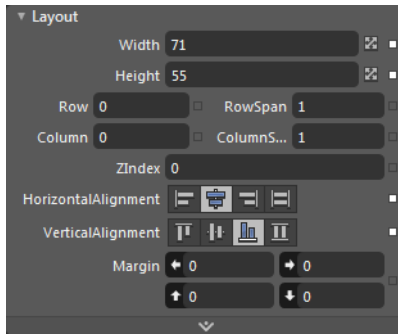 Layout
Width 71
Height 55
Row 0 RowSpan 1
Column 0 ColumnS... 1
ZIndex 0
HorizontalAlignment
VerticalAlignment
Margin 0 0
0 0